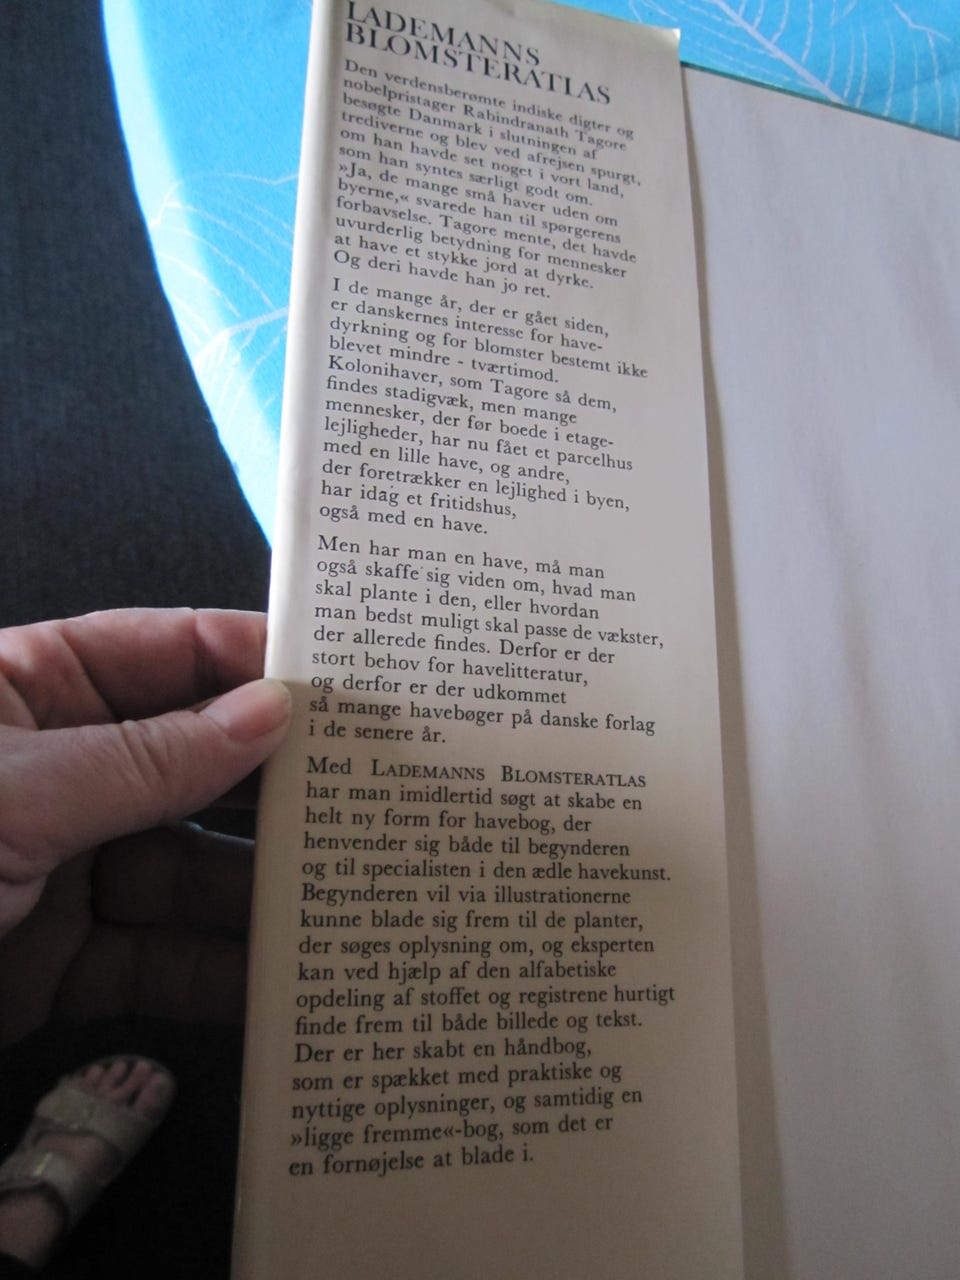 LADEMANNS
BLOMSTERATLAS
Den verdensberømte indiske digter og
nobelpristager Rabindranath Tagore
besøgte Danmark i slutningen af
trediverne og blev ved afrejsen spurgt,
om han havde set noget i vort land,
som han syntes særligt godt om.
»Ja, de mange små haver uden om
byerne,« svarede han til spørgerens
forbavselse. Tagore mente, det havde
uvurderlig betydning for mennesker
at have et stykke jord at dyrke.
Og deri havde han jo ret.
I de mange år, der er gået siden,
er danskernes interesse for have-
dyrkning og for blomster bestemt ikke
blevet mindre - tværtimod.
Kolonihaver, som Tagore så dem,
findes stadigvæk, men mange
mennesker, der før boede i etage-
lejligheder, har nu fået et parcelhus
med en lille have, og andre,
der foretrækker en lejlighed i byen,
har idag et fritidshus,
også med en have.
Men har man en have, må man
også skaffe sig viden om, hvad man
skal plante i den, eller hvordan
man bedst muligt skal passe de vækster,
der allerede findes. Derfor er der
stort behov for havelitteratur,
og derfor er der udkommet
så mange havebøger på danske forlag
i de senere år.
Med LADEMANNS BLOMSTERATLAS
har man imidlertid søgt at skabe en
helt ny form for havebog, der
henvender sig både til begynderen
og til specialisten i den ædle havekunst.
Begynderen vil via illustrationerne
kunne blade sig frem til de planter,
der søges oplysning om, og eksperten
kan ved hjælp af den alfabetiske
opdeling af stoffet og registrene hurtigt
finde frem til både billede og tekst.
Der er her skabt en håndbog,
som er spækket med praktiske og
nyttige oplysninger, og samtidig en
»ligge fremme«-bog, som det er
en fornøjelse at blade i.